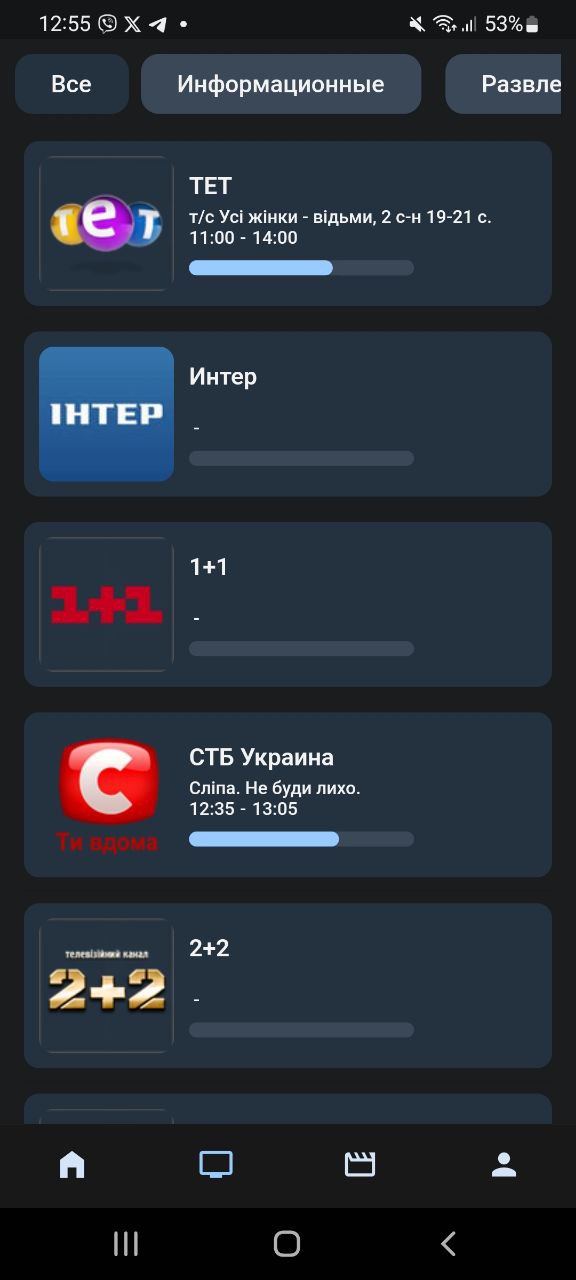 12:55
53%
Все
Информационные
Развле
тет
ТЕТ
т/с Усі жінки - відьми, 2 с-н 19-21 с.
11:00 - 14:00
ІНТЕР
Интер
-
1+1
1+1
-
С
Ти вдома
СТБ Украина
Сліпа. Не буди лихо.
12:35 - 13:05
телевізійний канал
2+2
2+2
-